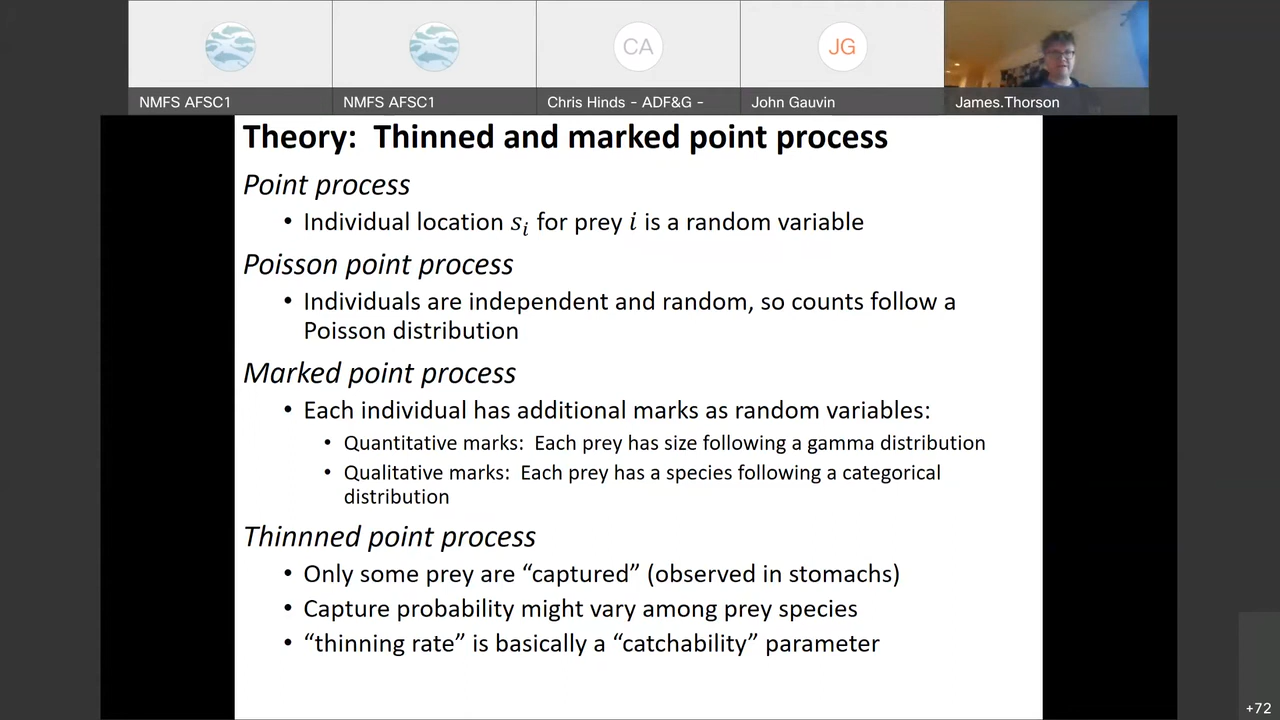 CA
JG
NMFS AFSC1
NMFS AFSC1
Chris Hinds - ADF&G -
John Gauvin
James.Thorson
Theory:  Thinned and marked point process
Point process
• Individual location sᵢ for prey i is a random variable
Poisson point process
• Individuals are independent and random, so counts follow a
Poisson distribution
Marked point process
• Each individual has additional marks as random variables:
• Quantitative marks:  Each prey has size following a gamma distribution
• Qualitative marks:  Each prey has a species following a categorical
distribution
Thinnned point process
• Only some prey are “captured” (observed in stomachs)
• Capture probability might vary among prey species
• “thinning rate” is basically a “catchability” parameter
+72